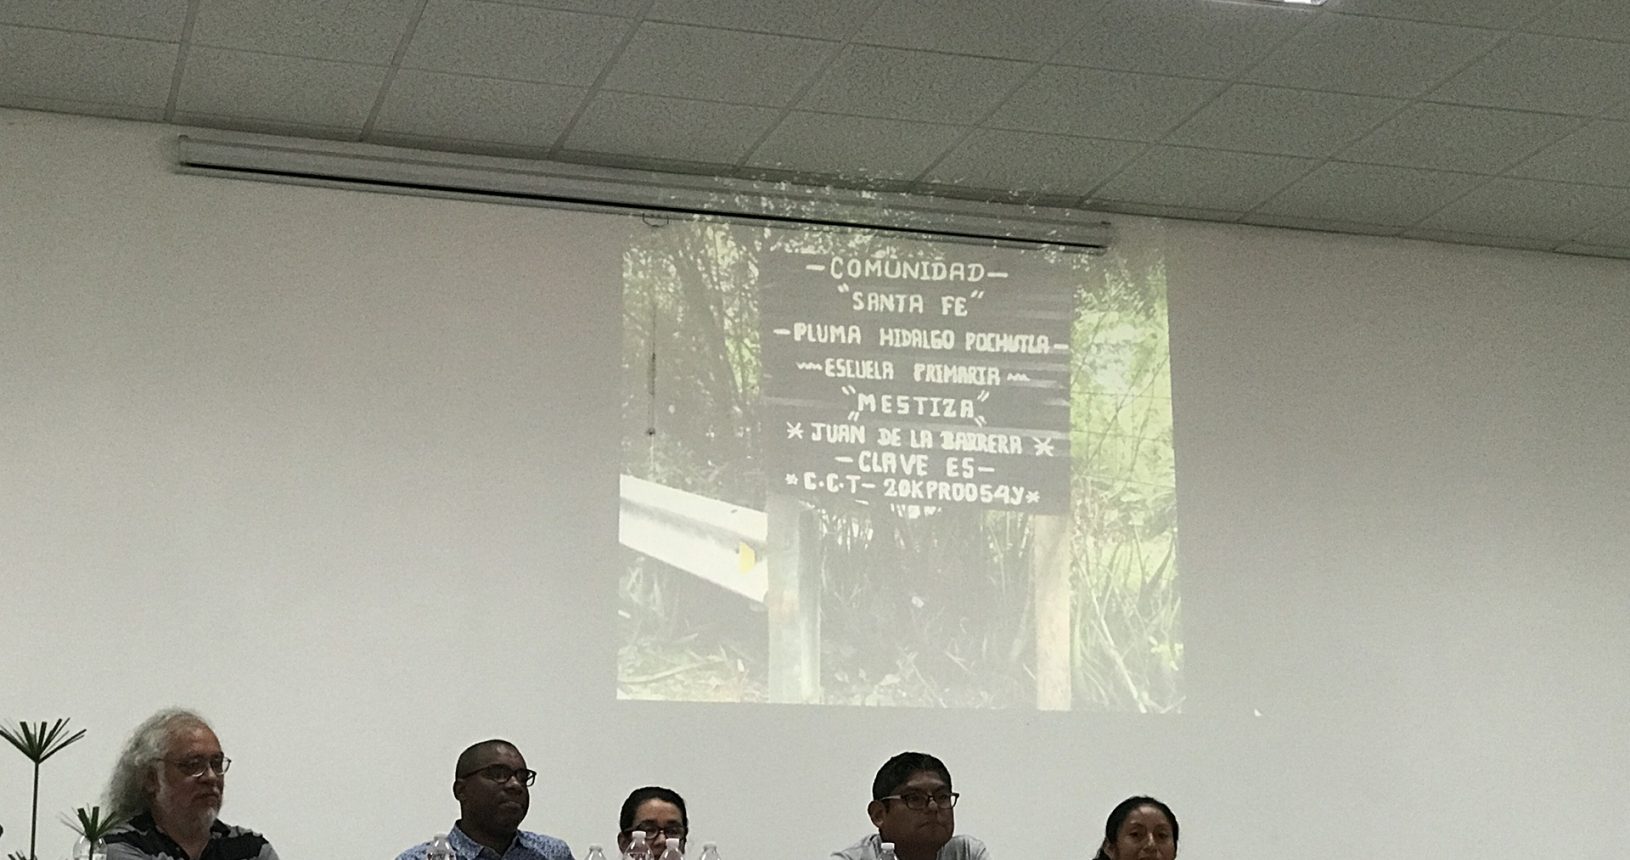 -COMUNIDAD-
"SANTA FE"
-PLUMA HIDALGO POCHUTLA-
~ESCUELA PRIMARIA~
"MESTIZA"
* "JUAN DE LA BARRERA" *
-CLAVE ES-
*C.C.T-20KPR0054Y*